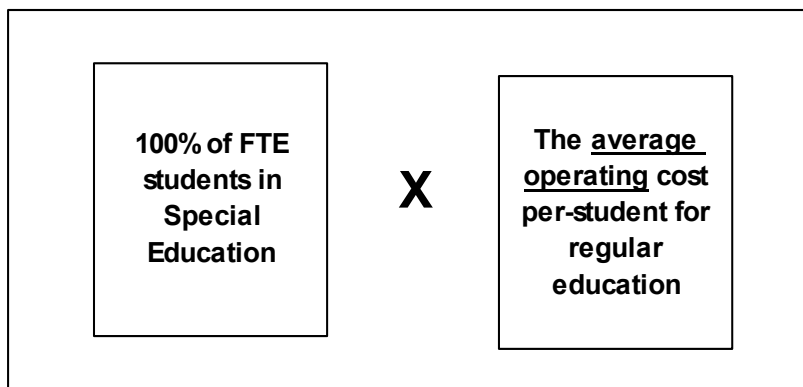 100% of FTE
students in
Special
Education
X
The average
operating cost
per-student for
regular
education